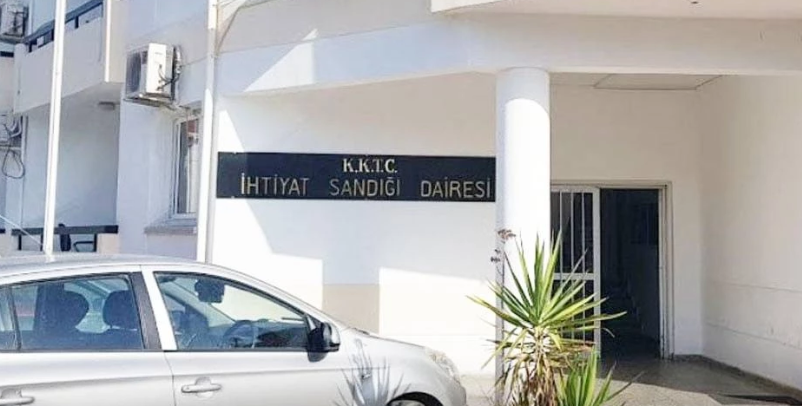 K.K.T.C.
İHTİYAT SANDIĞI DAİRESİ